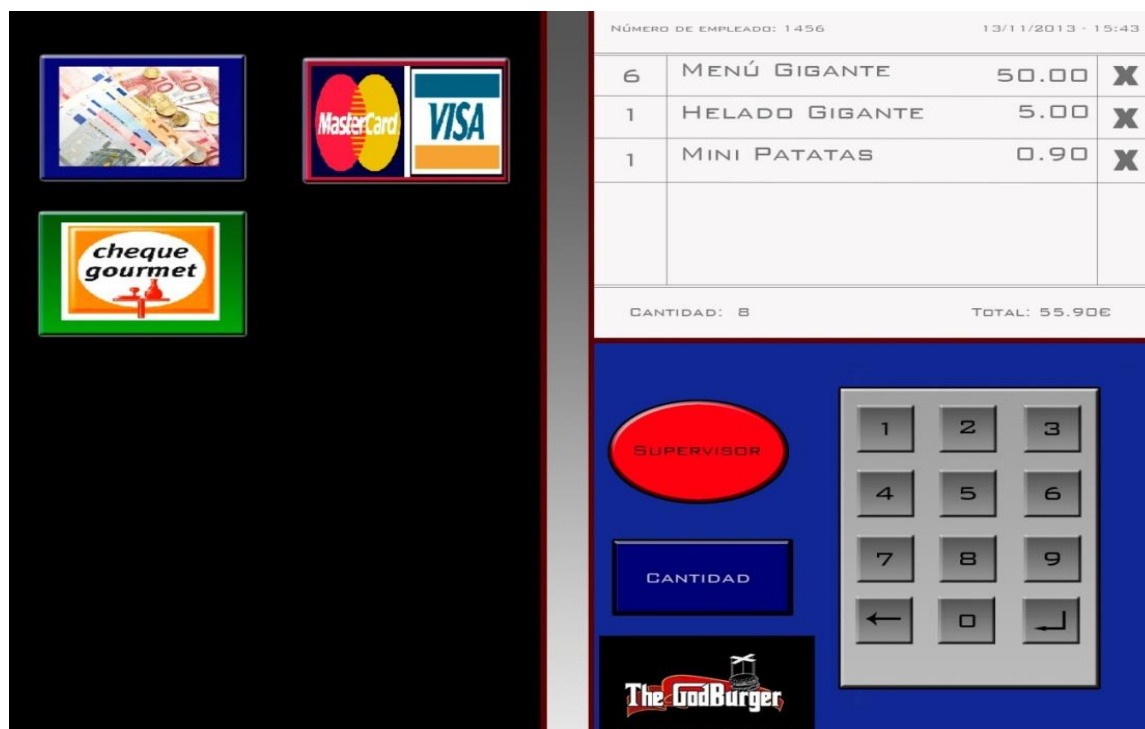 MasterCard
VISA
cheque
gourmet
Número de empleado: 1456 13/11/2013 - 15:43
6 Menú Gigante 50.00 X
1 Helado Gigante 5.00 X
1 Mini Patatas 0.90 X
Cantidad: 8 Total: 55.90€
Supervisor
Cantidad
1 2 3
4 5 6
7 8 9
← 0 ↵
The GodBurger